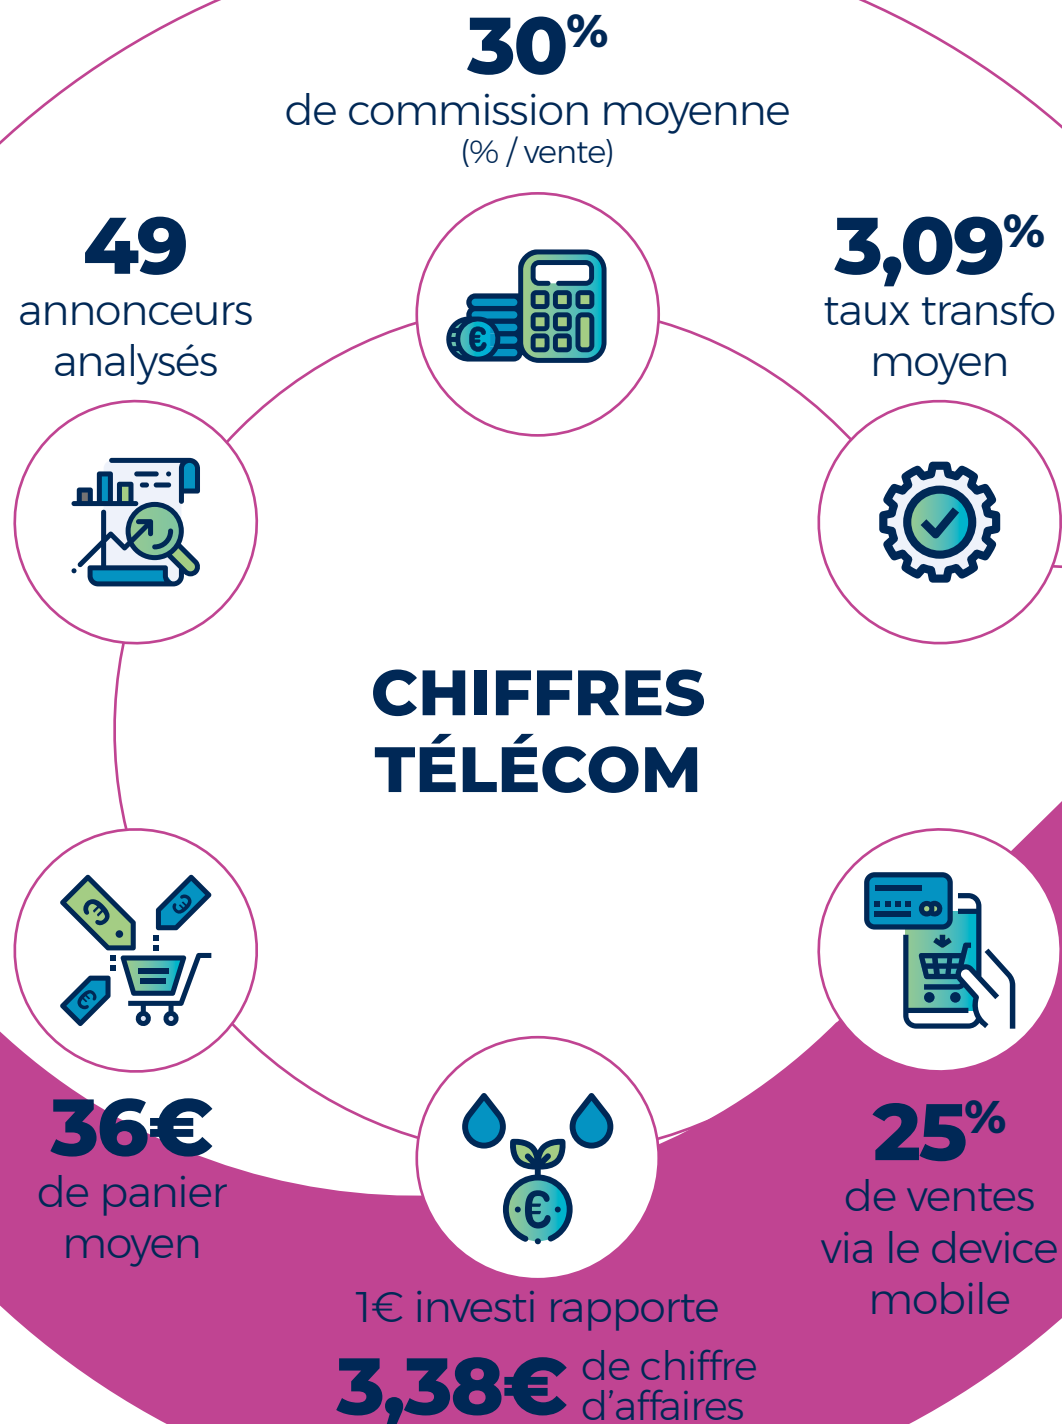 30%
de commission moyenne
(% / vente)
49
annonceurs
analysés
3,09%
taux transfo
moyen
CHIFFRES
TÉLÉCOM
36€
de panier
moyen
25%
de ventes
via le device
mobile
1€ investi rapporte
3,38€ de chiffre
d'affaires